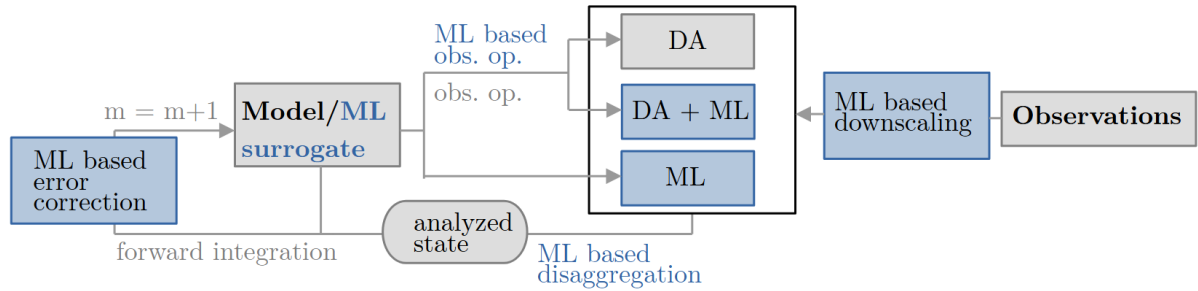 ML based
obs. op.
obs. op.
m = m+1
Model/ML
surrogate
ML based
error
correction
DA
DA + ML
ML
ML based
downscaling
Observations
analyzed
state
forward integration
ML based
disaggregation